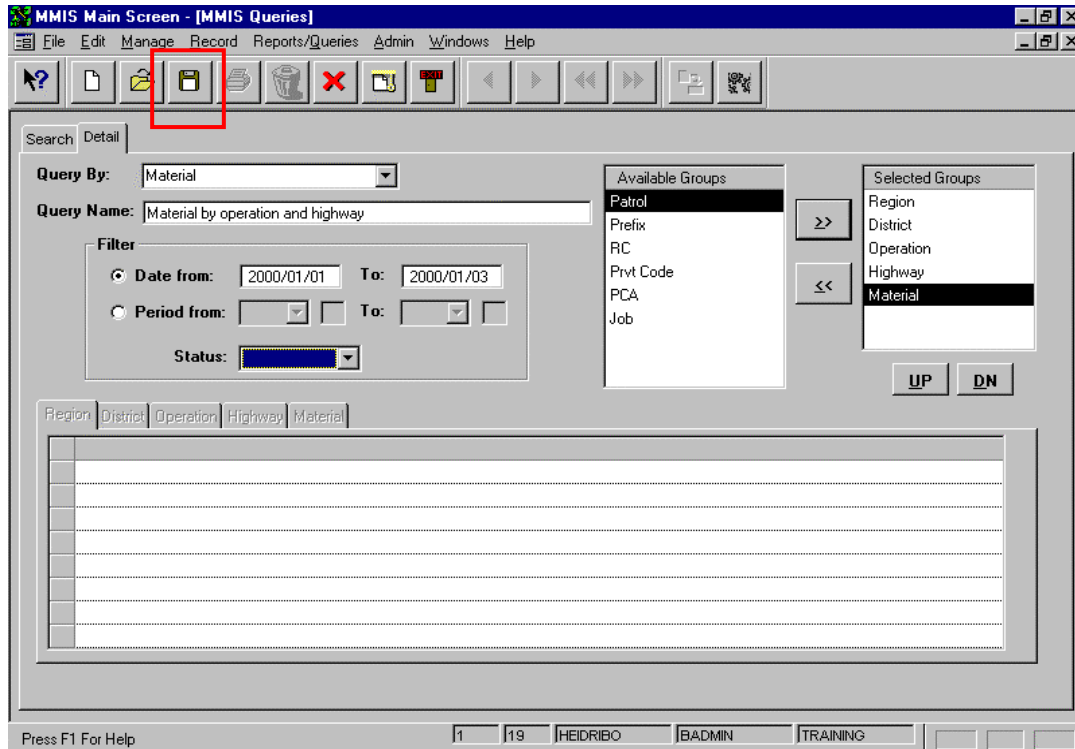 MMIS Main Screen - [MMIS Queries]
File Edit Manage Record Reports/Queries Admin Windows Help
?
EXIT
Search Detail
Query By: Material
Query Name: Material by operation and highway
Filter
Date from: 2000/01/01 To: 2000/01/03
Period from: To:
Status:
Available Groups
Patrol
Prefix
RC
Prvt Code
PCA
Job
>>
<<
Selected Groups
Region
District
Operation
Highway
Material
UP DN
Region District Operation Highway Material
Press F1 For Help 1 19 HEIDRIBO BADMIN TRAINING